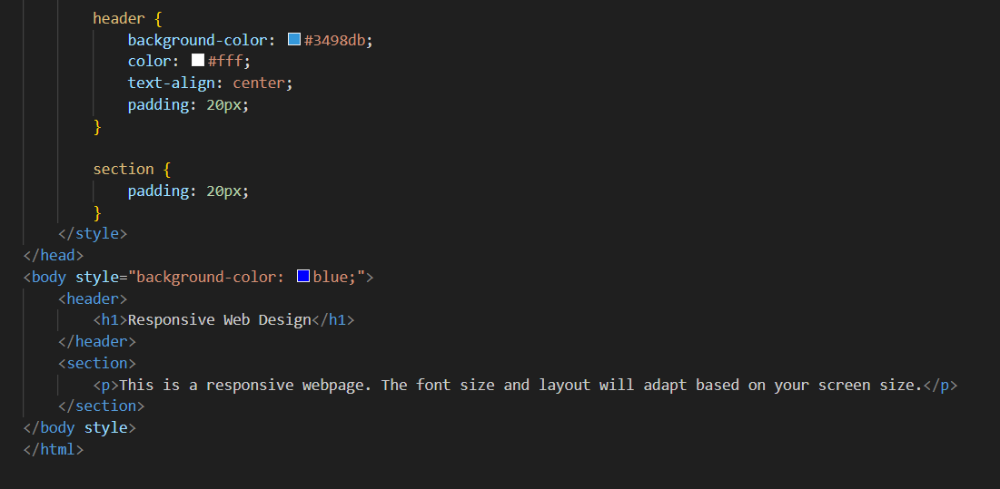 header {
background-color: #3498db;
color: #fff;
text-align: center;
padding: 20px;
}
section {
padding: 20px;
}
</style>
</head>
<body style="background-color: blue;">
<header>
<h1>Responsive Web Design</h1>
</header>
<section>
<p>This is a responsive webpage. The font size and layout will adapt based on your screen size.</p>
</section>
</body style>
</html>